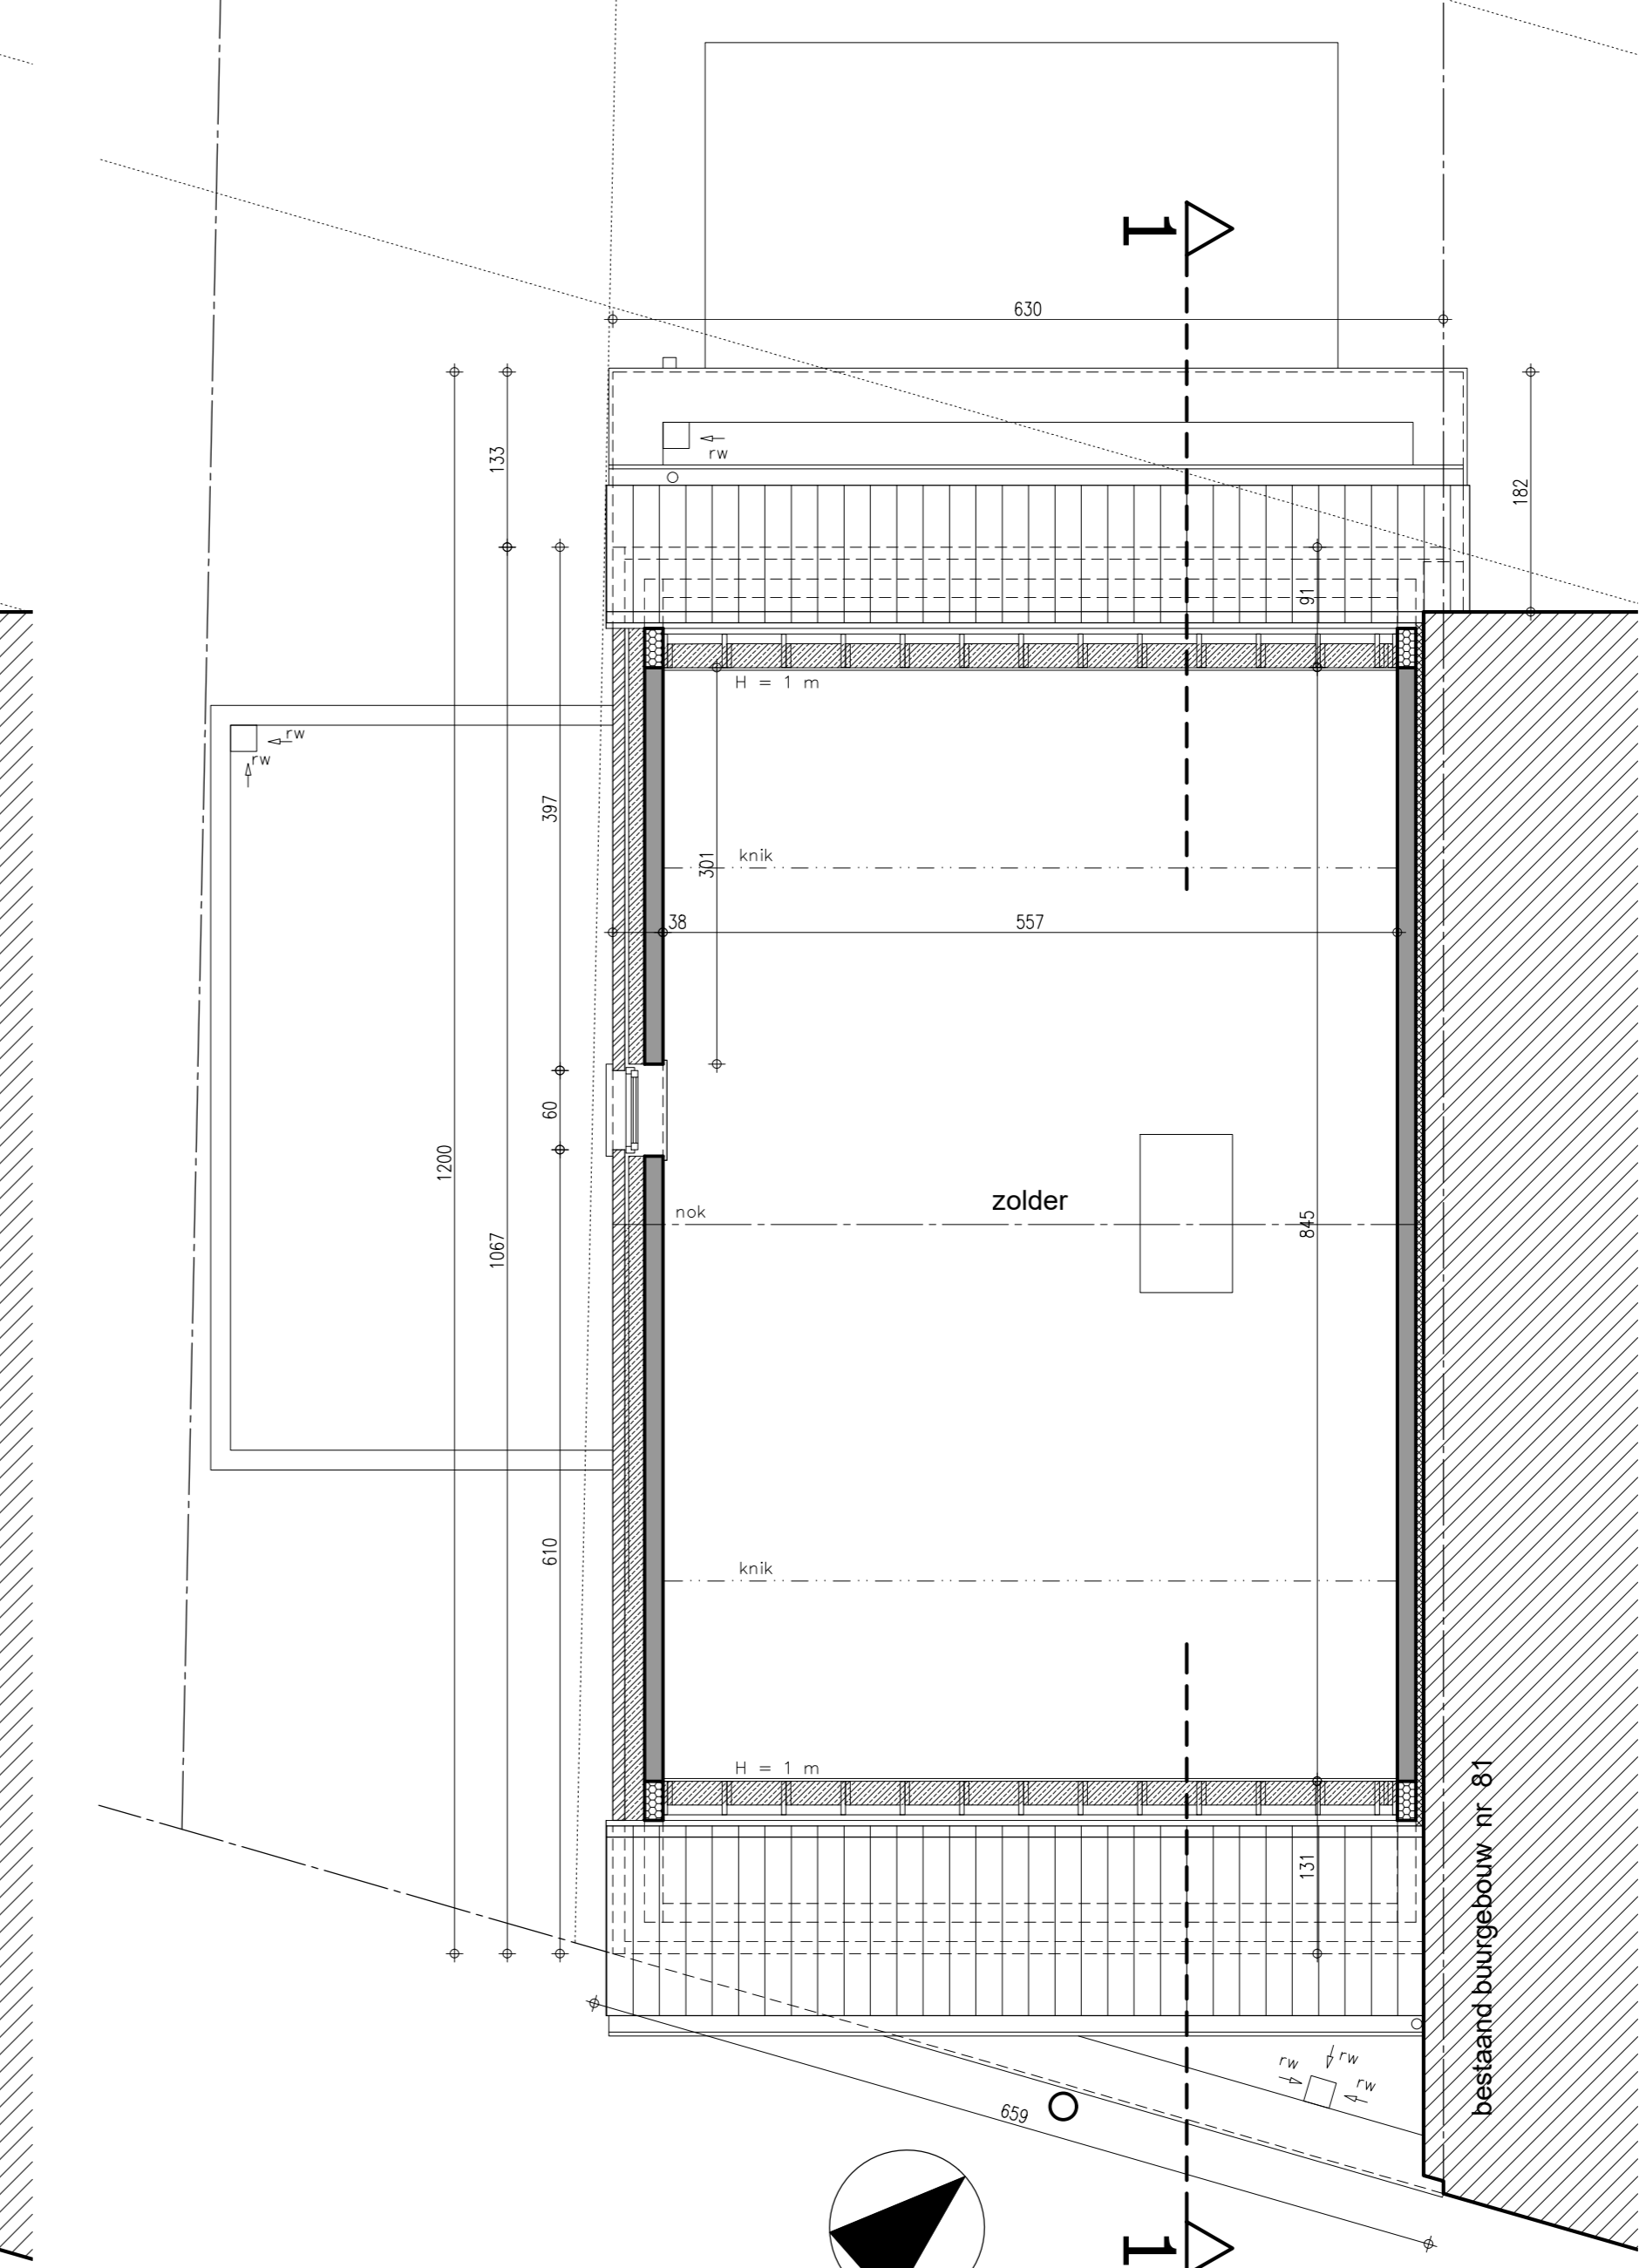 1
630
133
rw
182
91
H = 1 m
rw
rw
397
301
knik
38
557
60
1200
nok
zolder
845
1067
610
knik
H = 1 m
131
bestaand buurgebouw nr 81
rw
rw
rw
659
1